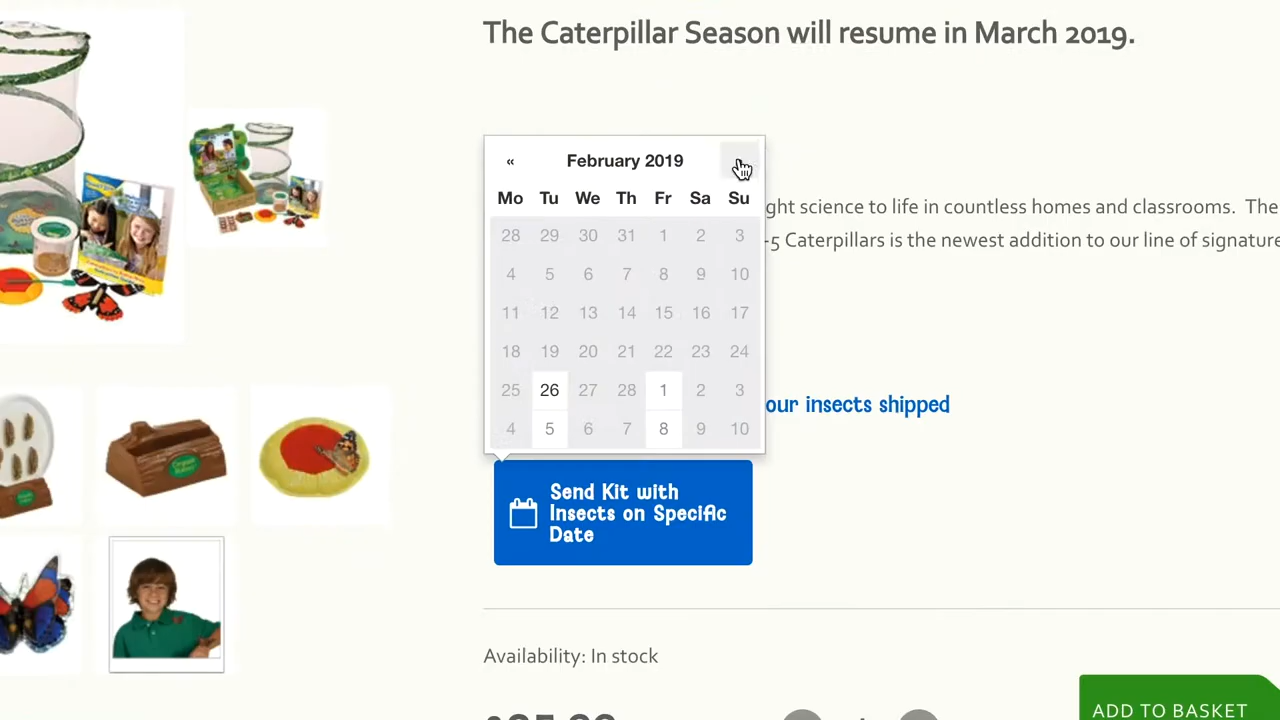 The Caterpillar Season will resume in March 2019.
« February 2019
Mo Tu We Th Fr Sa Su
28 29 30 31 1 2 3
4 5 6 7 8 9 10
11 12 13 14 15 16 17
18 19 20 21 22 23 24
25 26 27 28 1 2 3
4 5 6 7 8 9 10
ght science to life in countless homes and classrooms. The
-5 Caterpillars is the newest addition to our line of signature
our insects shipped
Send Kit with
Insects on Specific
Date
Availability: In stock
ADD TO BASKET